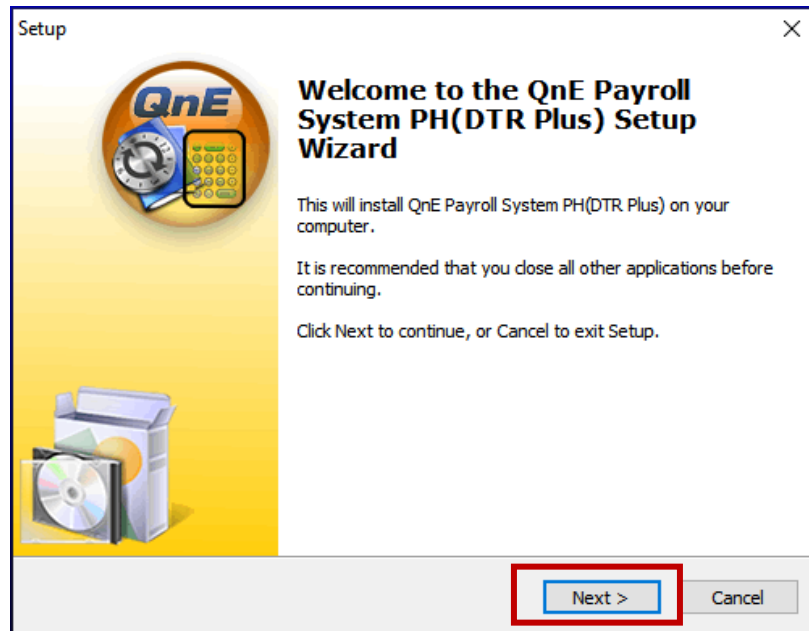 Setup
QnE
Welcome to the QnE Payroll
System PH(DTR Plus) Setup
Wizard
This will install QnE Payroll System PH(DTR Plus) on your
computer.
It is recommended that you close all other applications before
continuing.
Click Next to continue, or Cancel to exit Setup.
Next >
Cancel